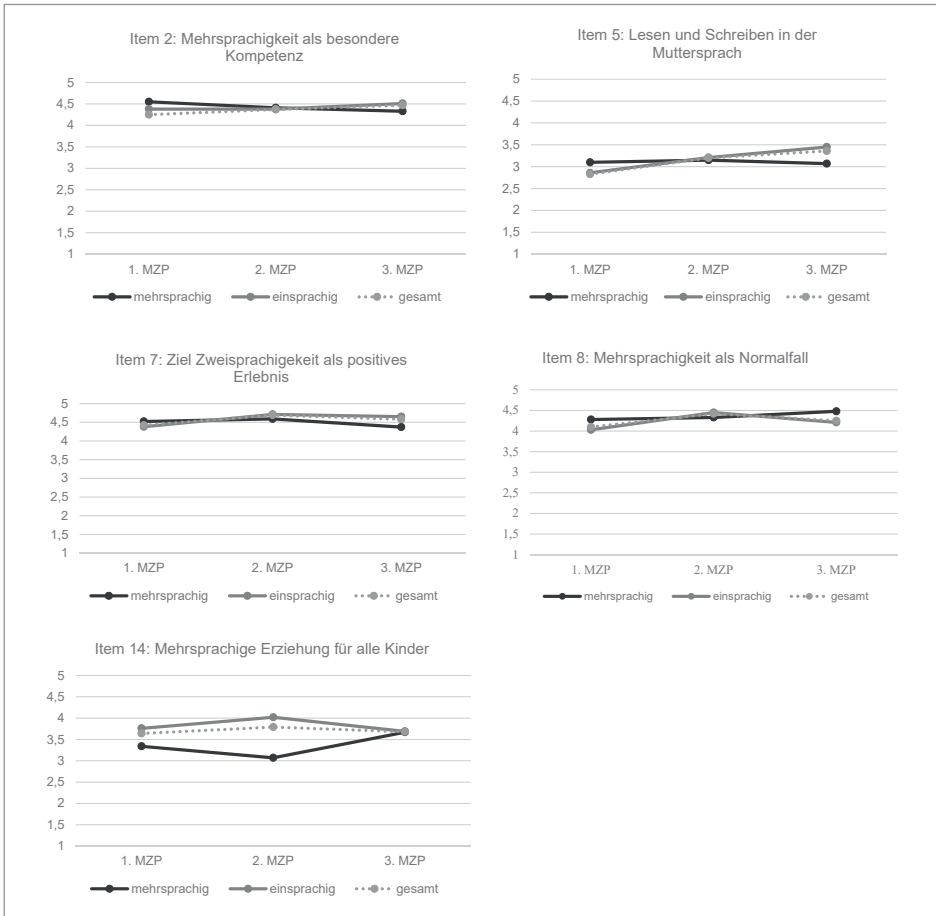 Item 2: Mehrsprachigkeit als besondere
Kompetenz
5
4,5
4
3,5
3
2,5
2
1,5
1
1. MZP 2. MZP 3. MZP
mehrsprachig einsprachig gesamt
Item 5: Lesen und Schreiben in der
Muttersprach
5
4,5
4
3,5
3
2,5
2
1,5
1
1. MZP 2. MZP 3. MZP
mehrsprachig einsprachig gesamt
Item 7: Ziel Zweisprachigekeit als positives
Erlebnis
5
4,5
4
3,5
3
2,5
2
1,5
1
1. MZP 2. MZP 3. MZP
mehrsprachig einsprachig gesamt
Item 8: Mehrsprachigkeit als Normalfall
5
4,5
4
3,5
3
2,5
2
1,5
1
1. MZP 2. MZP 3. MZP
mehrsprachig einsprachig gesamt
Item 14: Mehrsprachige Erziehung für alle Kinder
5
4,5
4
3,5
3
2,5
2
1,5
1
1. MZP 2. MZP 3. MZP
mehrsprachig einsprachig gesamt